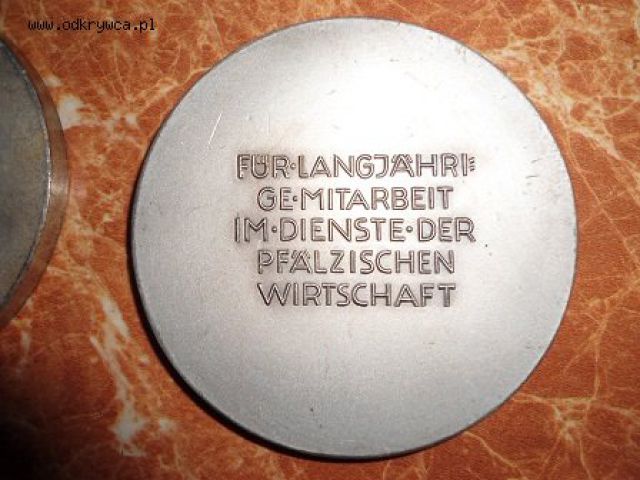 www.odkrywca.pl
FÜR·LANGJÄHRI=
GE·MITARBEIT
IM·DIENSTE·DER
PFÄLZISCHEN
WIRTSCHAFT